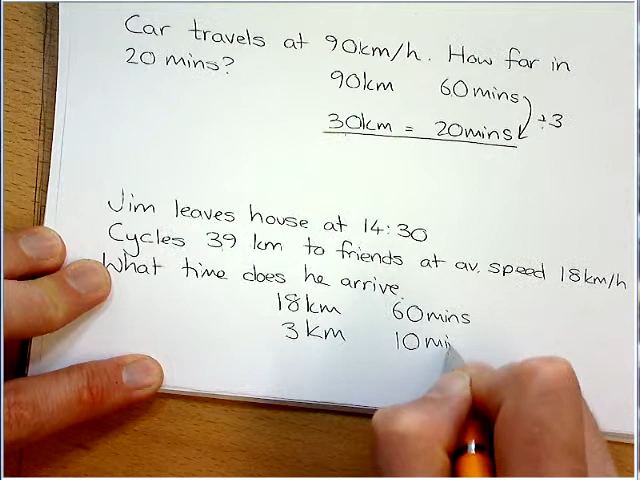 Car travels at 90km/h. How far in
20 mins?
90km 60mins
÷3
30km = 20mins
Jim leaves house at 14:30
Cycles 39 km to friends at av. speed 18km/h
What time does he arrive.
18km 60mins
3km 10mi